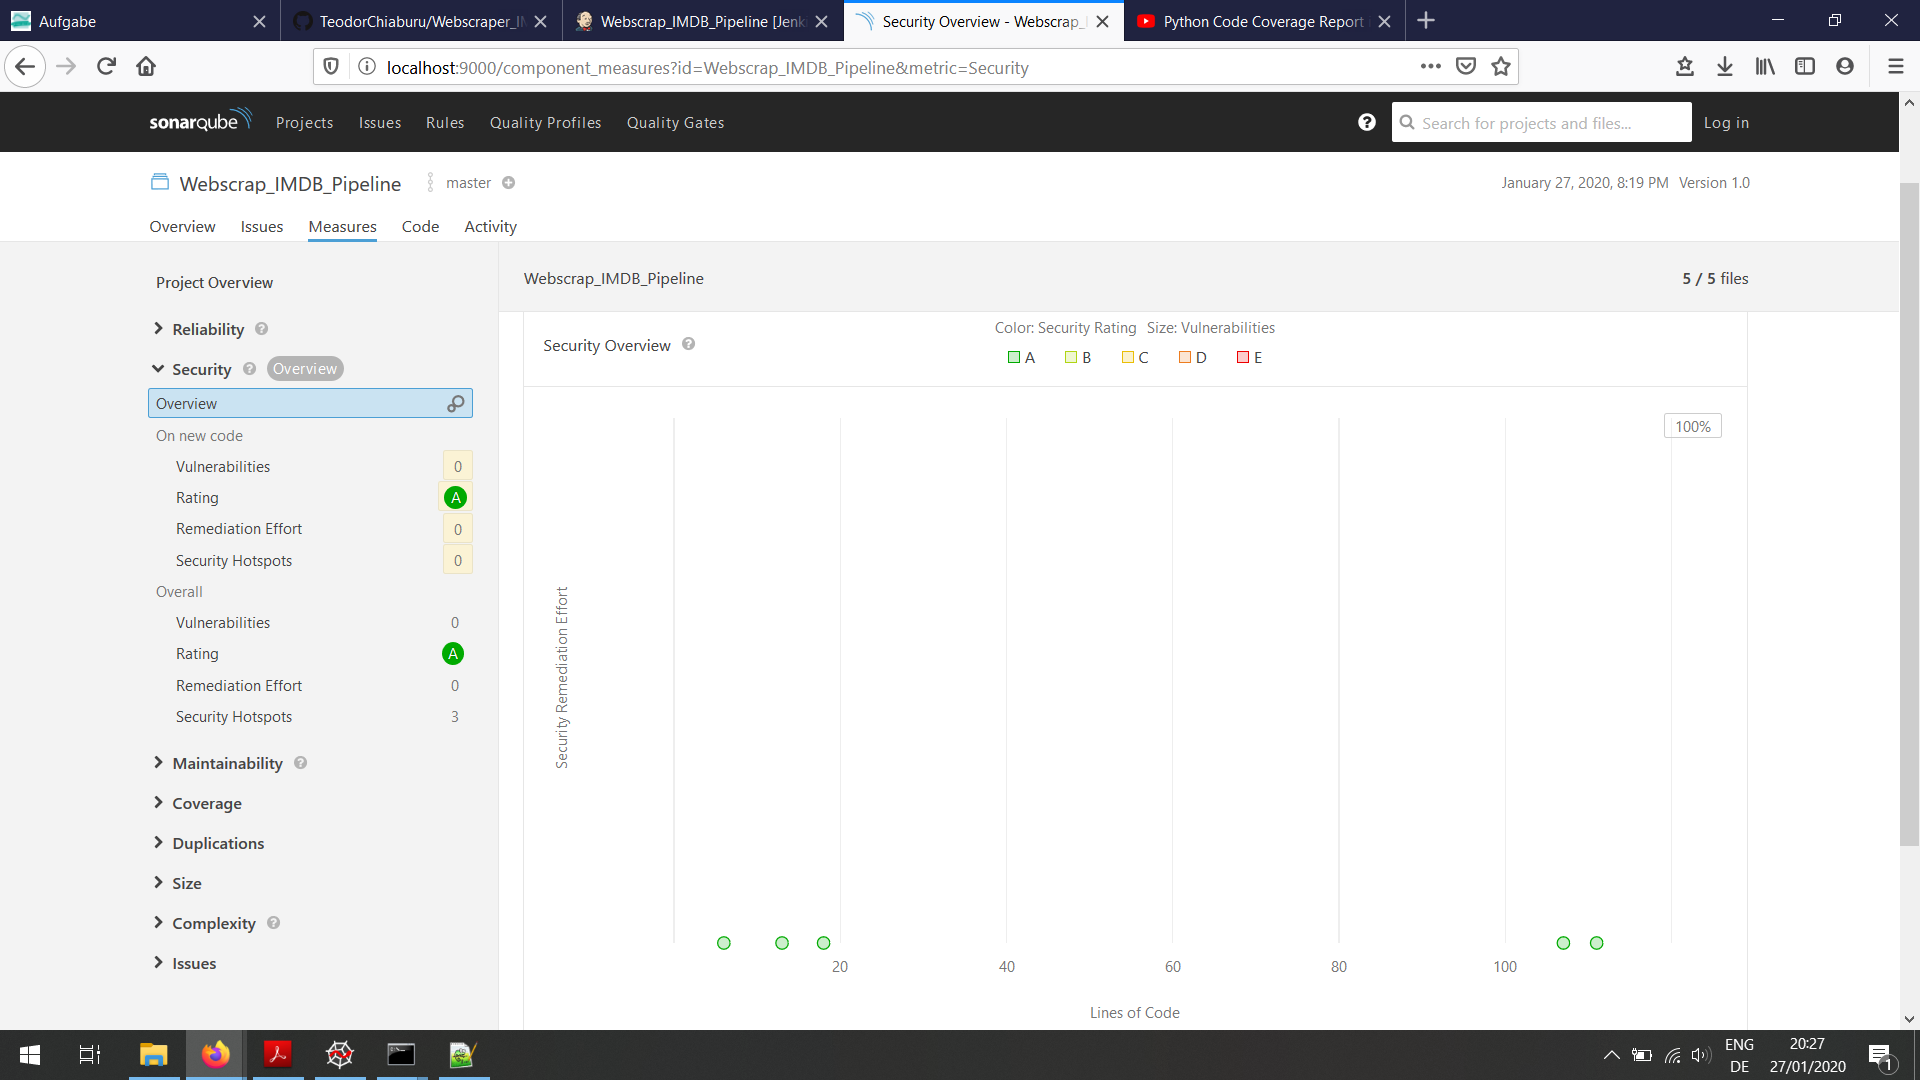 Aufgabe
TeodorChiaburu/Webscraper_I
Webscrap_IMDB_Pipeline [Jenk
Security Overview - Webscrap_
Python Code Coverage Report
localhost:9000/component_measures?id=Webscrap_IMDB_Pipeline&metric=Security
sonarqube Projects Issues Rules Quality Profiles Quality Gates
Search for projects and files...
Log in
Webscrap_IMDB_Pipeline master
January 27, 2020, 8:19 PM Version 1.0
Overview Issues Measures Code Activity
Project Overview
Reliability
Security Overview
Overview
On new code
Vulnerabilities 0
Rating A
Remediation Effort 0
Security Hotspots 0
Overall
Vulnerabilities 0
Rating A
Remediation Effort 0
Security Hotspots 3
Maintainability
Coverage
Duplications
Size
Complexity
Issues
Webscrap_IMDB_Pipeline
5 / 5 files
Security Overview
Color: Security Rating Size: Vulnerabilities
A B C D E
100%
Security Remediation Effort
20 40 60 80 100
Lines of Code
ENG
DE
20:27
27/01/2020
1